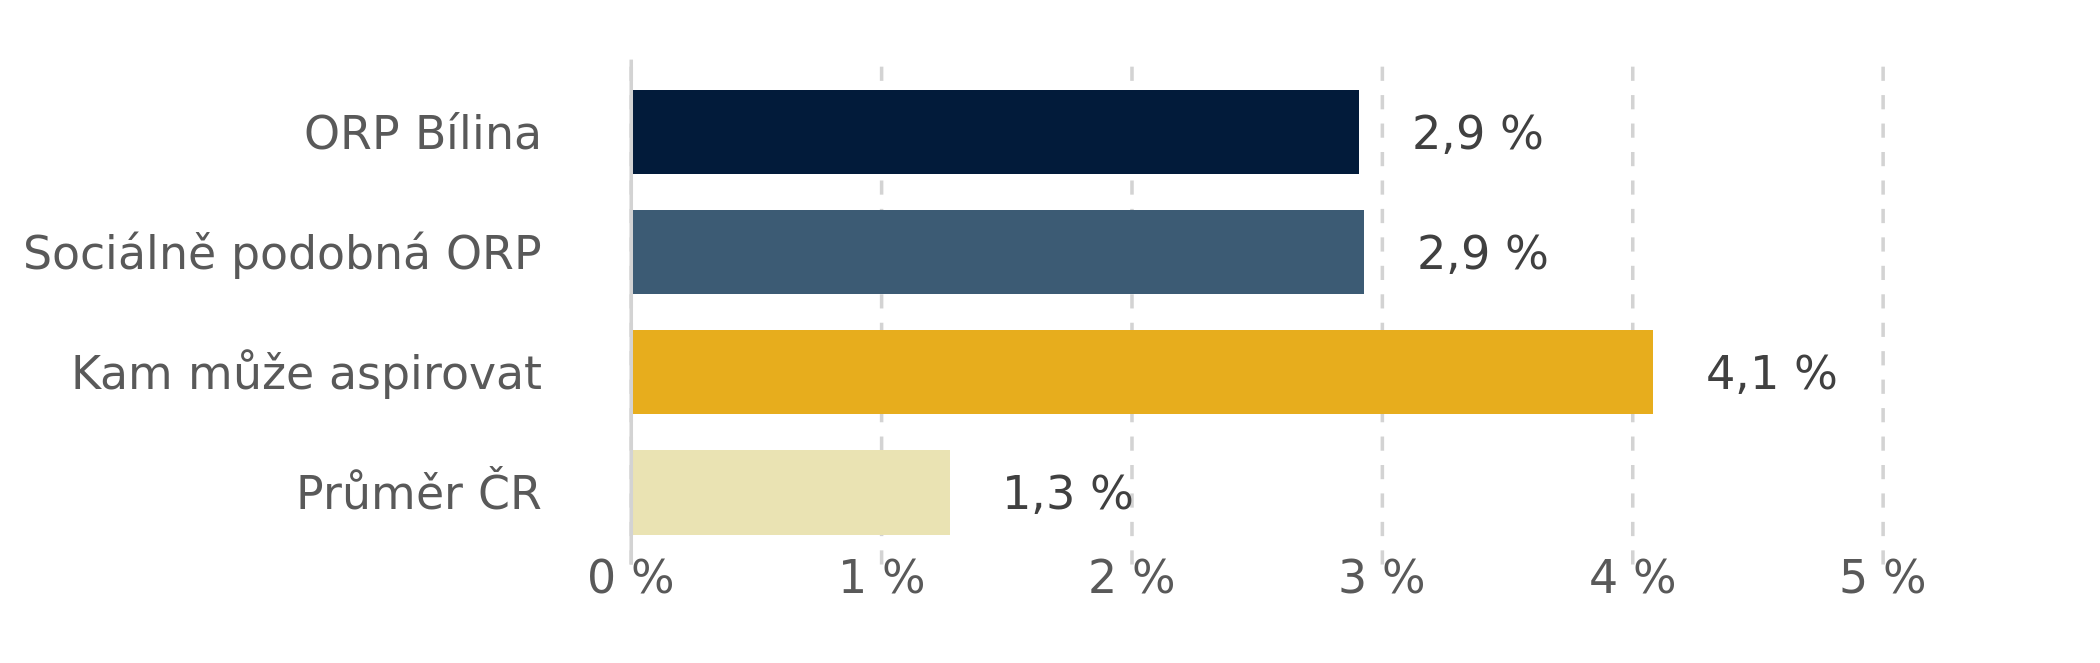 ORP Bílina 2,9 %
Sociálně podobná ORP 2,9 %
Kam může aspirovat 4,1 %
Průměr ČR 1,3 %
0 % 1 % 2 % 3 % 4 % 5 %